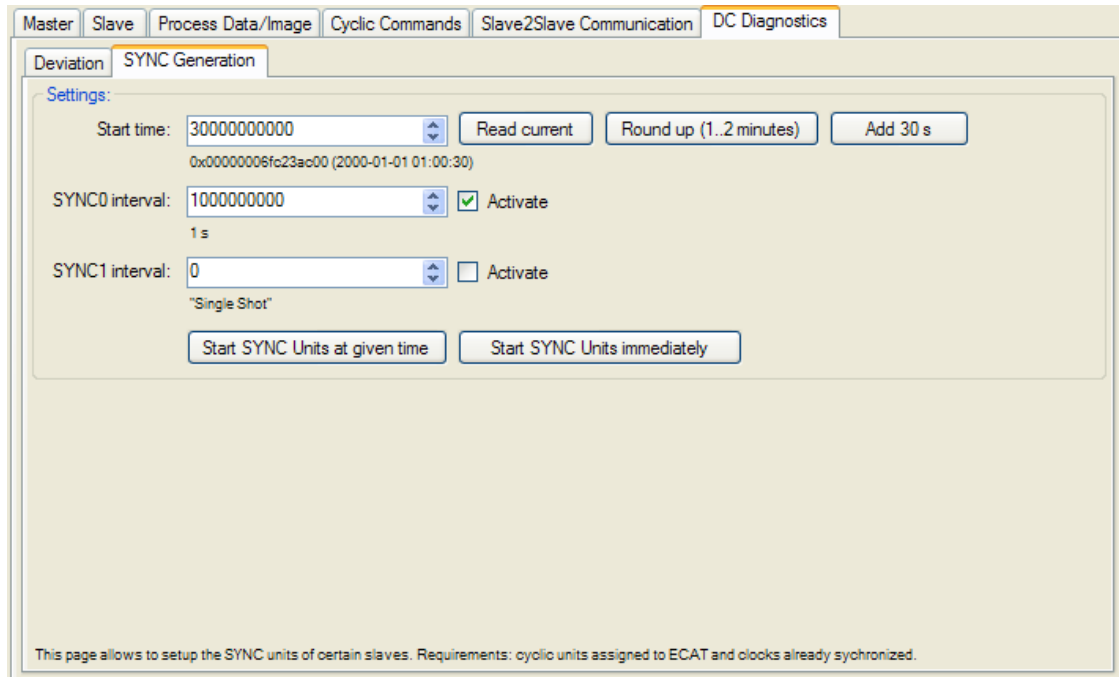 Master Slave Process Data/Image Cyclic Commands Slave2Slave Communication DC Diagnostics
Deviation SYNC Generation
Settings:
Start time: 30000000000 Read current Round up (1..2 minutes) Add 30 s
0x00000006fc23ac00 (2000-01-01 01:00:30)
SYNC0 interval: 1000000000 Activate
1 s
SYNC1 interval: 0 Activate
"Single Shot"
Start SYNC Units at given time Start SYNC Units immediately
This page allows to setup the SYNC units of certain slaves. Requirements: cyclic units assigned to ECAT and clocks already sychronized.